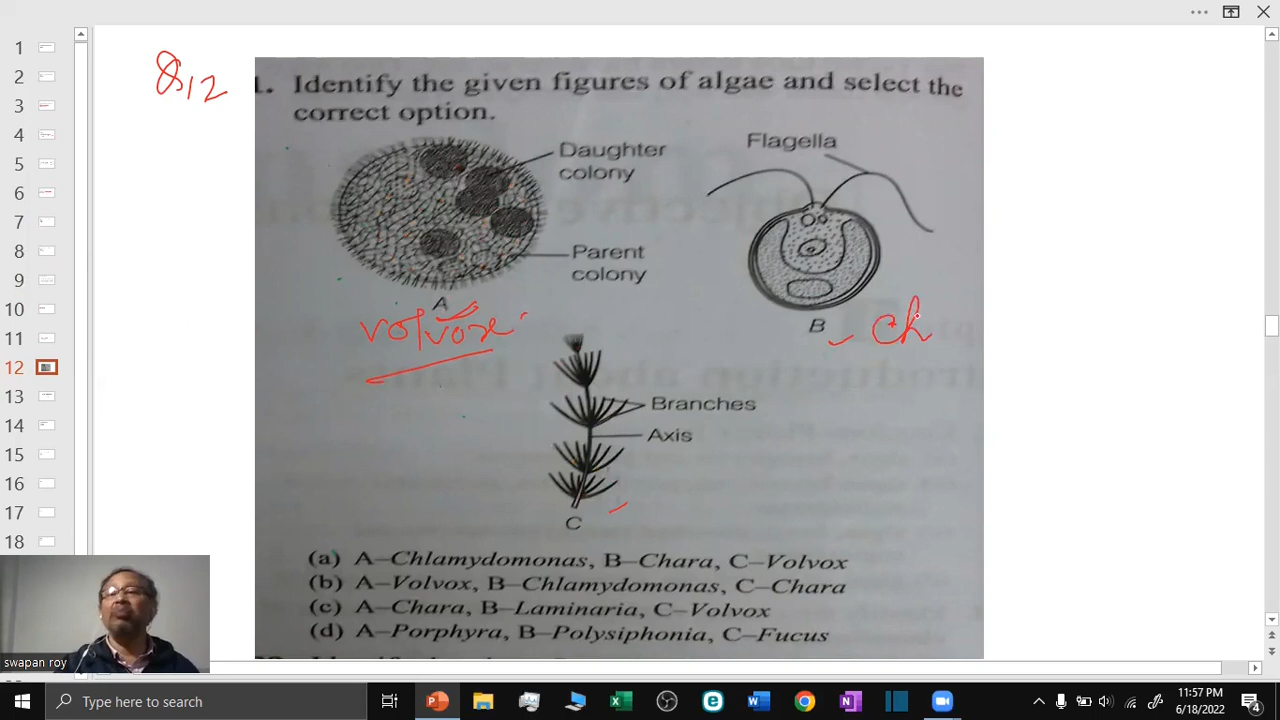 1
2
3
4
5
6
7
8
9
10
11
12
13
14
15
16
17
18
Q12
1. Identify the given figures of algae and select the
correct option.
Daughter
colony
Parent
colony
A
volvox
Flagella
B
Ch
Branches
Axis
C
(a) A–Chlamydomonas, B–Chara, C–Volvox
(b) A–Volvox, B–Chlamydomonas, C–Chara
(c) A–Chara, B–Laminaria, C–Volvox
(d) A–Porphyra, B–Polysiphonia, C–Fucus
swapan roy
Type here to search
11:57 PM
6/18/2022
4